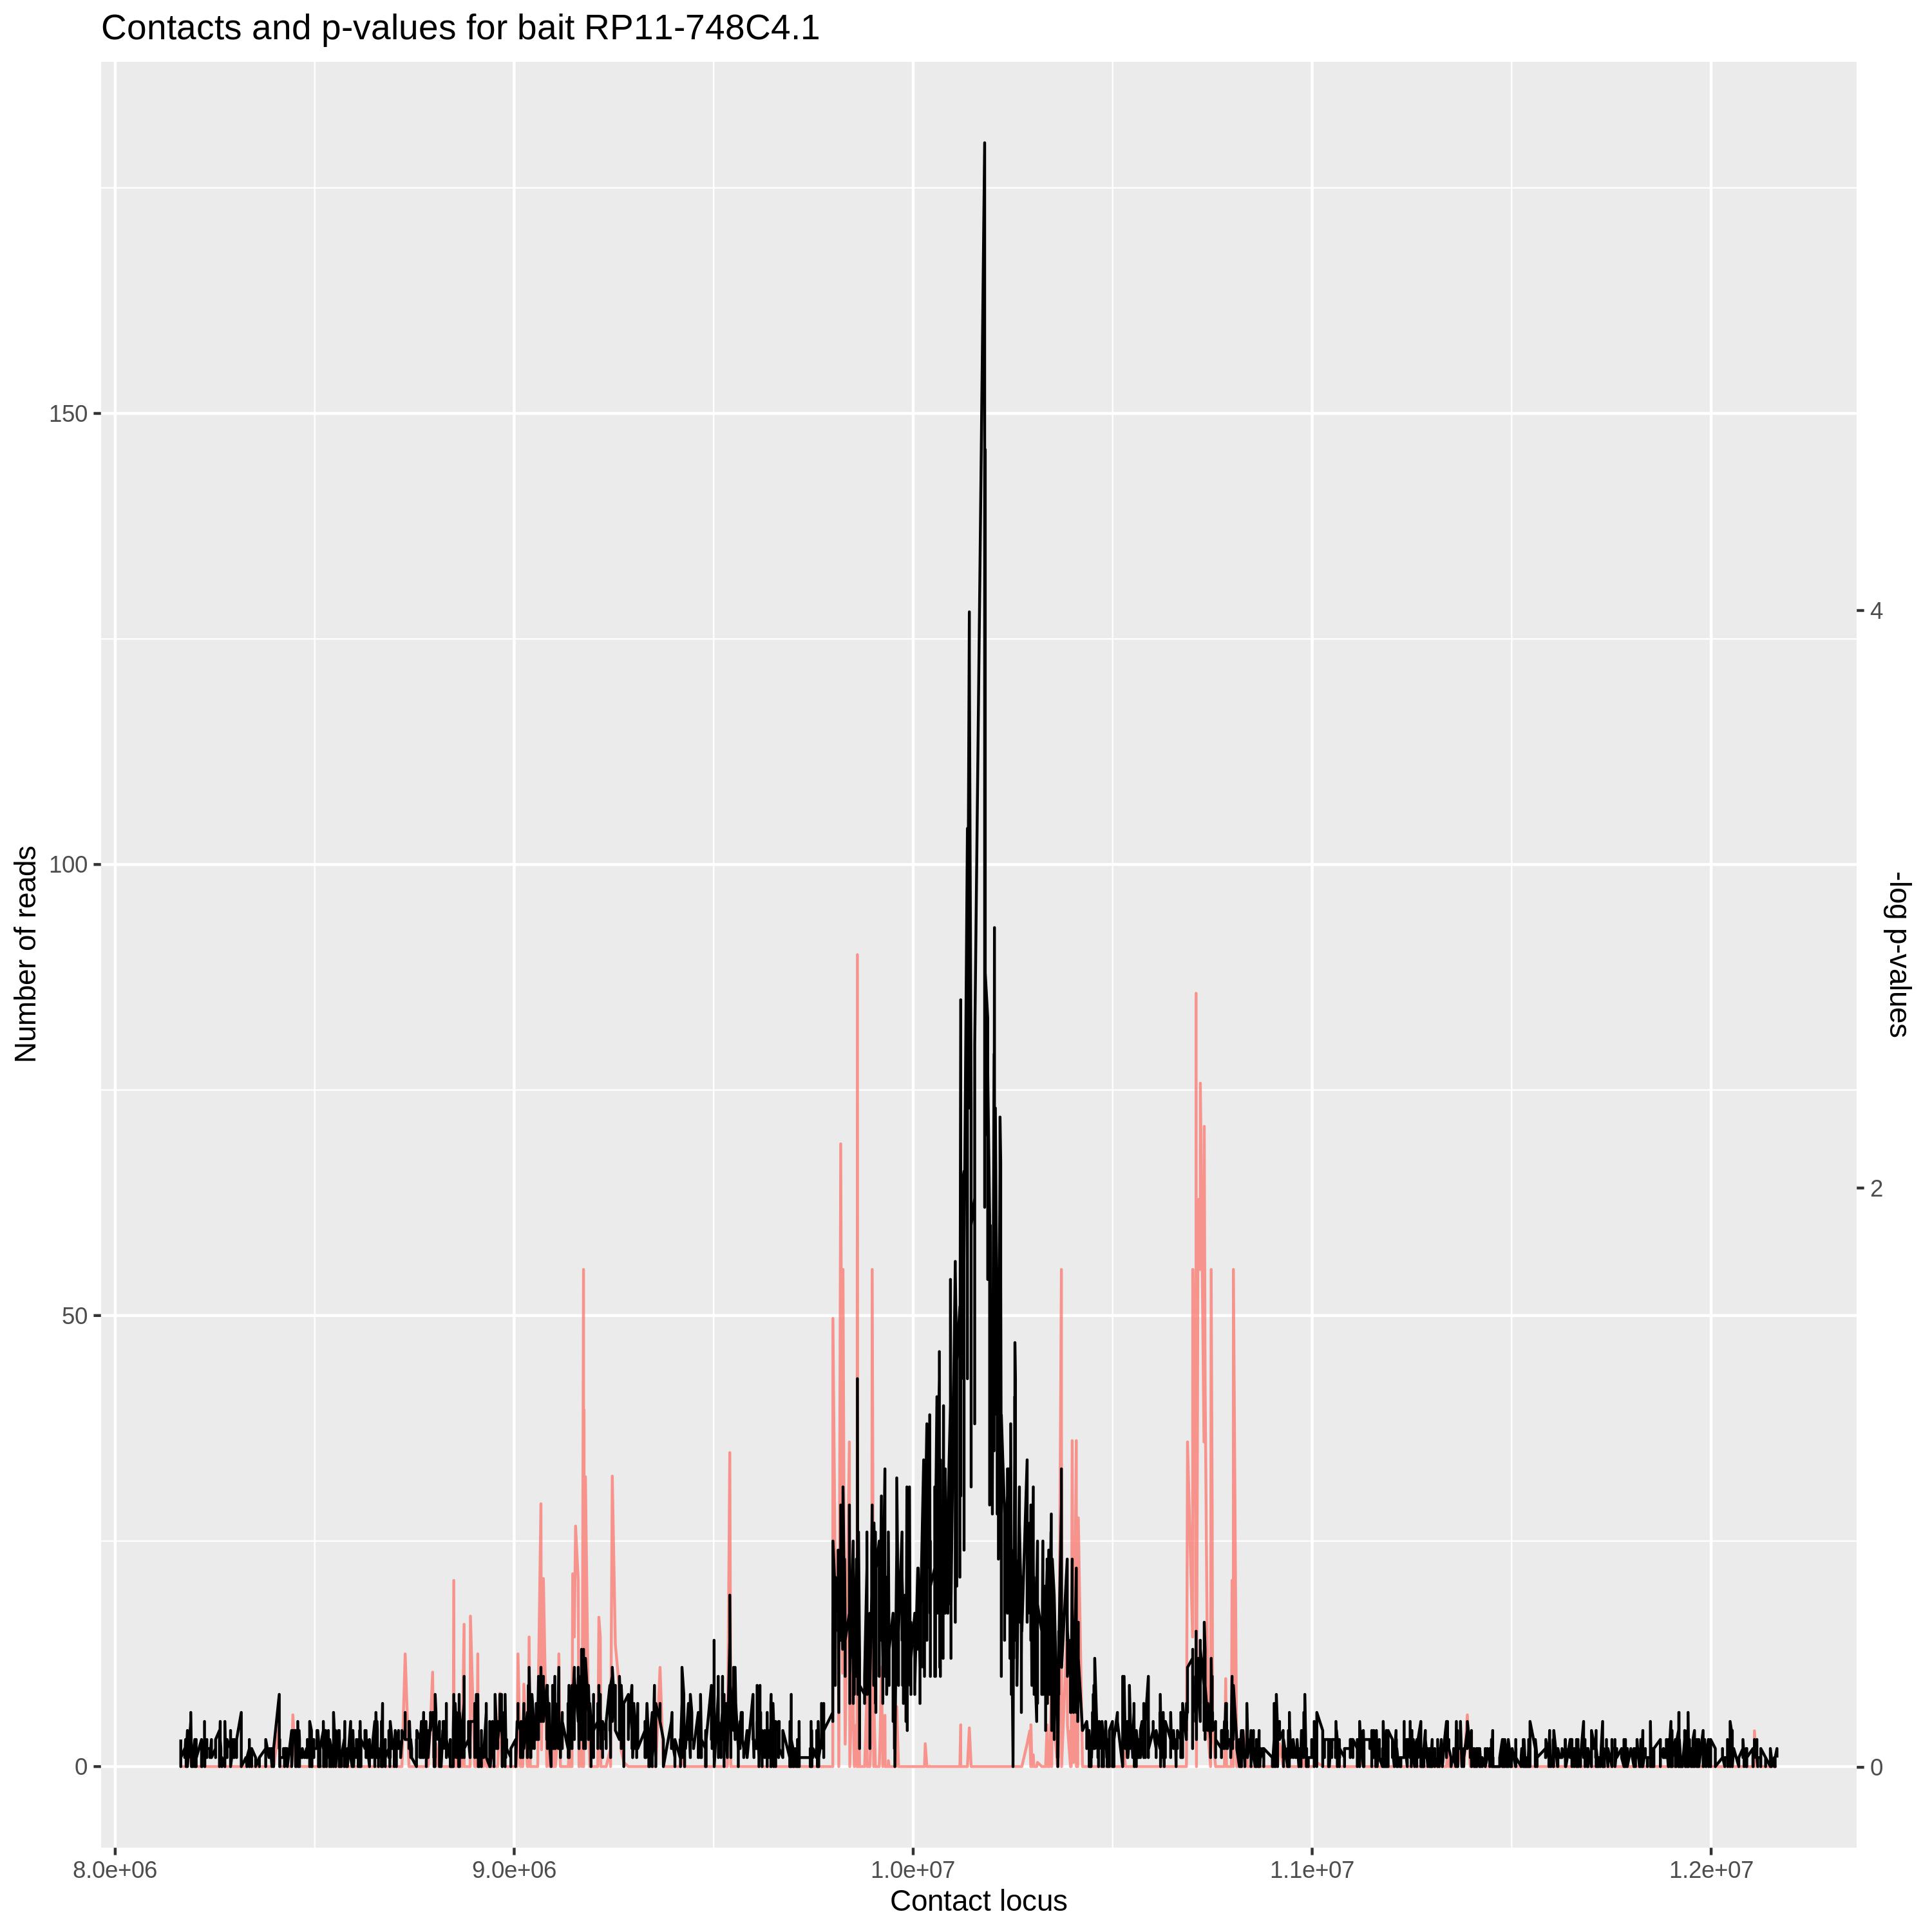 Contacts and p-values for bait RP11-748C4.1
Number of reads
150
100
50
0
4
2
0
-log p-values
8.0e+06
9.0e+06
1.0e+07
1.1e+07
1.2e+07
Contact locus